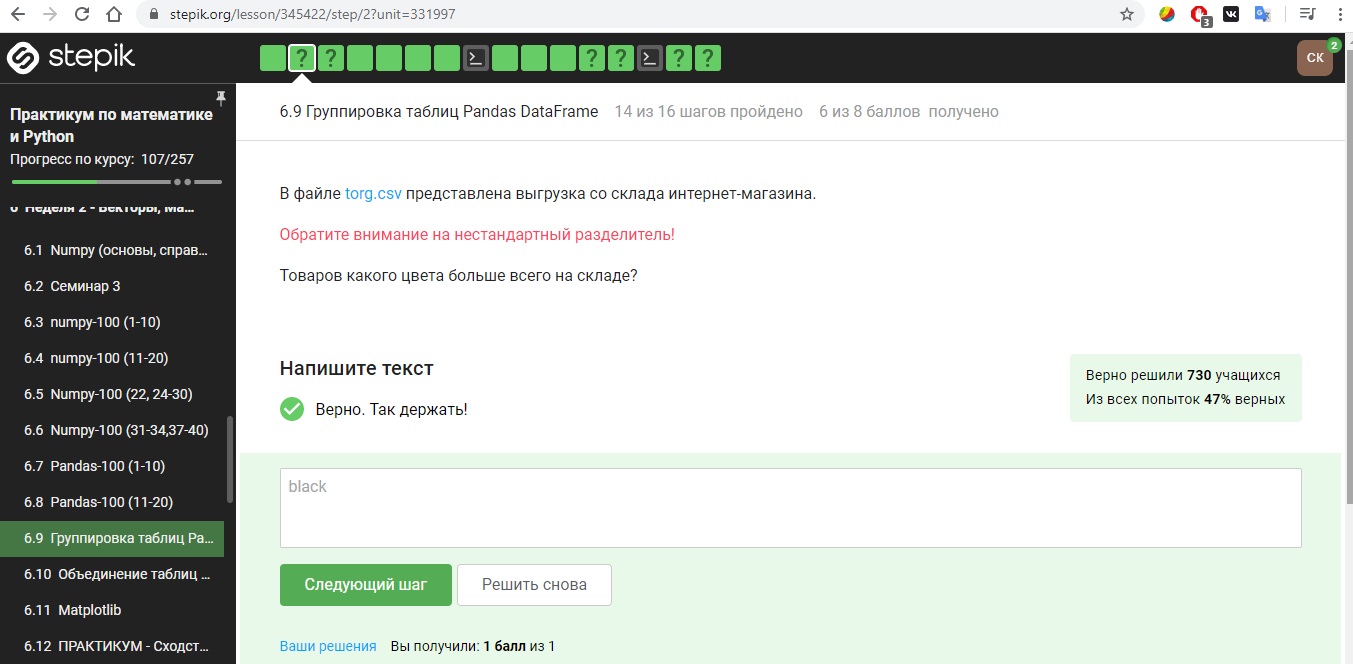 stepik.org/lesson/345422/step/2?unit=331997
3
stepik
2
СК
Практикум по математике
и Python
Прогресс по курсу: 107/257
6 Неделя 2 - Векторы, Ма...
6.1 Numpy (основы, справ...
6.2 Семинар 3
6.3 numpy-100 (1-10)
6.4 numpy-100 (11-20)
6.5 Numpy-100 (22, 24-30)
6.6 Numpy-100 (31-34,37-40)
6.7 Pandas-100 (1-10)
6.8 Pandas-100 (11-20)
6.9 Группировка таблиц Pa...
6.10 Объединение таблиц ...
6.11 Matplotlib
6.12 ПРАКТИКУМ - Сходст...
6.9 Группировка таблиц Pandas DataFrame 14 из 16 шагов пройдено 6 из 8 баллов получено
В файле torg.csv представлена выгрузка со склада интернет-магазина.
Обратите внимание на нестандартный разделитель!
Товаров какого цвета больше всего на складе?
Напишите текст
Верно. Так держать!
Верно решили 730 учащихся
Из всех попыток 47% верных
black
Следующий шаг
Решить снова
Ваши решения Вы получили: 1 балл из 1